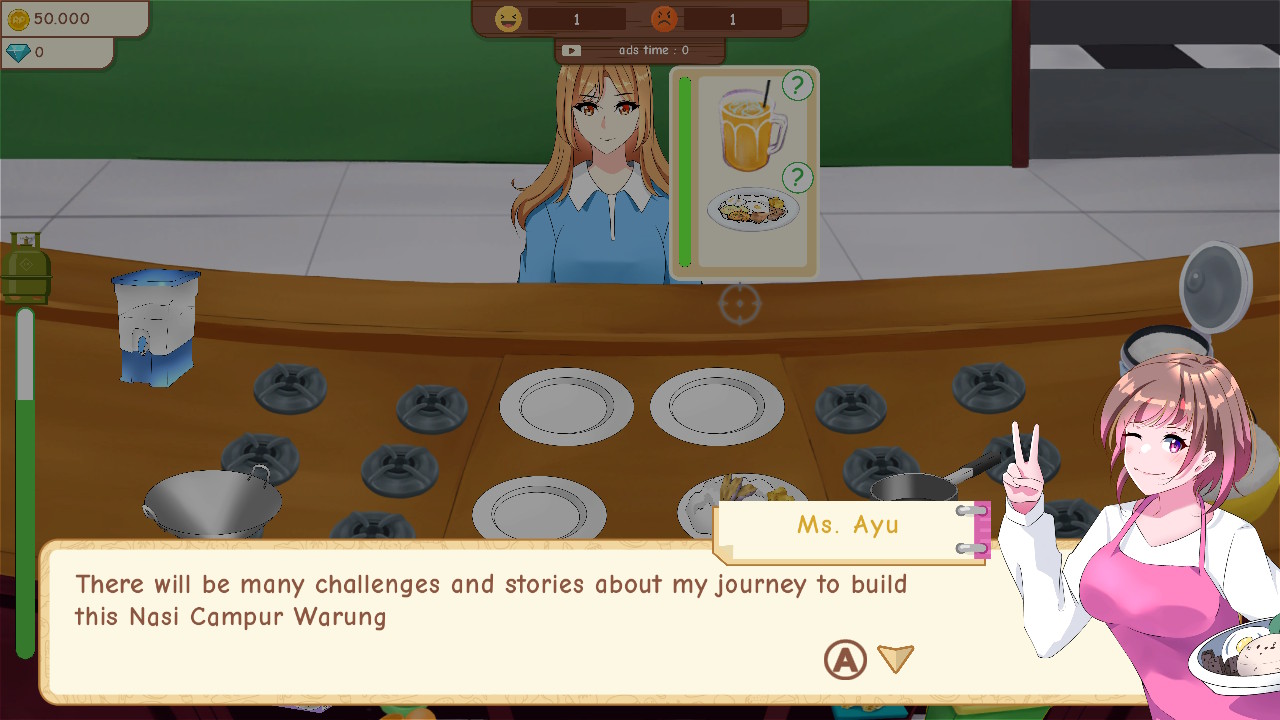 RP 50.000
0
1
1
ads time : 0
?
?
Ms. Ayu
There will be many challenges and stories about my journey to build
this Nasi Campur Warung
A